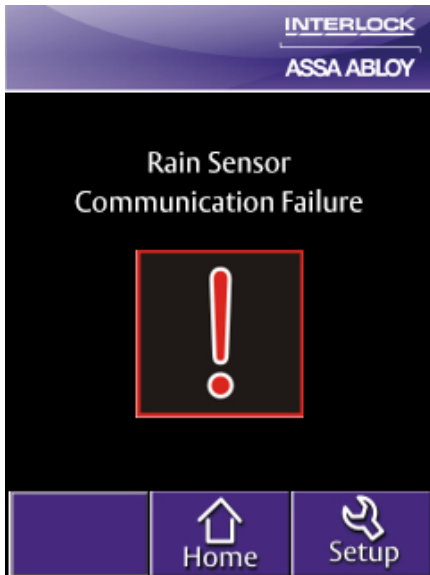 INTERLOCK
ASSA ABLOY
Rain Sensor
Communication Failure
Home
Setup